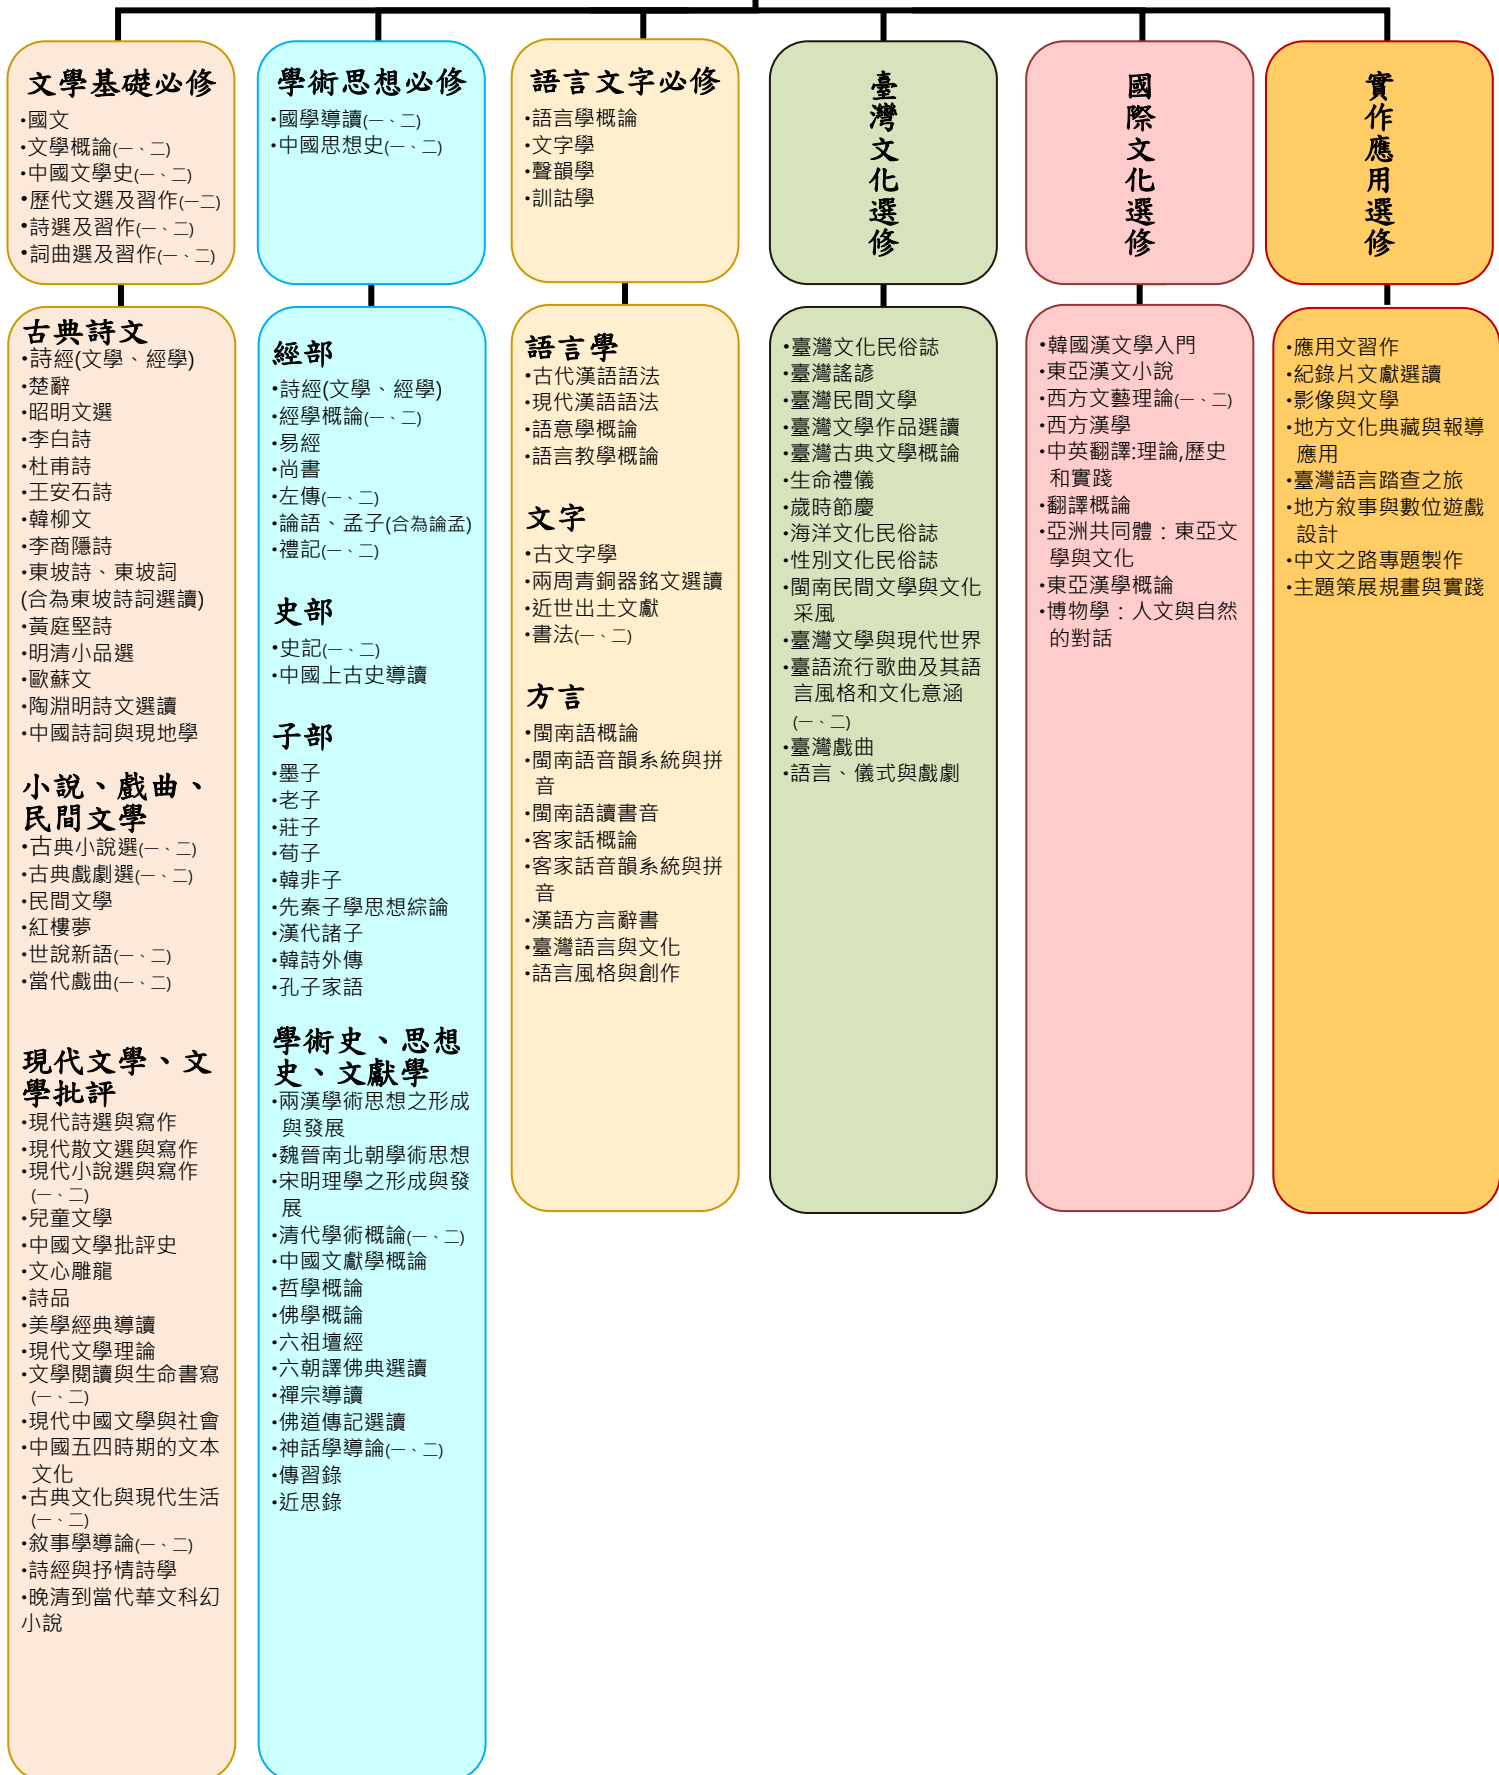 文學基礎必修
•國文
•文學概論(一、二)
•中國文學史(一、二)
•歷代文選及習作(一二)
•詩選及習作(一、二)
•詞曲選及習作(一、二)
古典詩文
•詩經(文學、經學)
•楚辭
•昭明文選
•李白詩
•杜甫詩
•王安石詩
•韓柳文
•李商隱詩
•東坡詩、東坡詞
(合為東坡詩詞選讀)
•黃庭堅詩
•明清小品選
•歐蘇文
•陶淵明詩文選讀
•中國詩詞與現地學
小說、戲曲、
民間文學
•古典小說選(一、二)
•古典戲劇選(一、二)
•民間文學
•紅樓夢
•世說新語(一、二)
•當代戲曲(一、二)
現代文學、文
學批評
•現代詩選與寫作
•現代散文選與寫作
•現代小說選與寫作
(一、二)
•兒童文學
•中國文學批評史
•文心雕龍
•詩品
•美學經典導讀
•現代文學理論
•文學閱讀與生命書寫
(一、二)
•現代中國文學與社會
•中國五四時期的文本
文化
•古典文化與現代生活
(一、二)
•敘事學導論(一、二)
•詩經與抒情詩學
•晚清到當代華文科幻
小說
學術思想必修
•國學導讀(一、二)
•中國思想史(一、二)
經部
•詩經(文學、經學)
•經學概論(一、二)
•易經
•尚書
•左傳(一、二)
•論語、孟子(合為論孟)
•禮記(一、二)
史部
•史記(一、二)
•中國上古史導讀
子部
•墨子
•老子
•莊子
•荀子
•韓非子
•先秦子學思想綜論
•漢代諸子
•韓詩外傳
•孔子家語
學術史、思想
史、文獻學
•兩漢學術思想之形成
與發展
•魏晉南北朝學術思想
•宋明理學之形成與發
展
•清代學術概論(一、二)
•中國文獻學概論
•哲學概論
•佛學概論
•六祖壇經
•六朝譯佛典選讀
•禪宗導讀
•佛道傳記選讀
•神話學導論(一、二)
•傳習錄
•近思錄
語言文字必修
•語言學概論
•文字學
•聲韻學
•訓詁學
語言學
•古代漢語語法
•現代漢語語法
•語意學概論
•語言教學概論
文字
•古文字學
•兩周青銅器銘文選讀
•近世出土文獻
•書法(一、二)
方言
•閩南語概論
•閩南語音韻系統與拼
音
•閩南語讀書音
•客家話概論
•客家話音韻系統與拼
音
•漢語方言辭書
•臺灣語言與文化
•語言風格與創作
臺灣文化選修
•臺灣文化民俗誌
•臺灣謠諺
•臺灣民間文學
•臺灣文學作品選讀
•臺灣古典文學概論
•生命禮儀
•歲時節慶
•海洋文化民俗誌
•性別文化民俗誌
•閩南民間文學與文化
采風
•臺灣文學與現代世界
•臺語流行歌曲及其語
言風格和文化意涵
(一、二)
•臺灣戲曲
•語言、儀式與戲劇
國際文化選修
•韓國漢文學入門
•東亞漢文小說
•西方文藝理論(一、二)
•西方漢學
•中英翻譯:理論,歷史
和實踐
•翻譯概論
•亞洲共同體：東亞文
學與文化
•東亞漢學概論
•博物學：人文與自然
的對話
實作應用選修
•應用文習作
•紀錄片文獻選讀
•影像與文學
•地方文化典藏與報導
應用
•臺灣語言踏查之旅
•地方敘事與數位遊戲
設計
•中文之路專題製作
•主題策展規畫與實踐